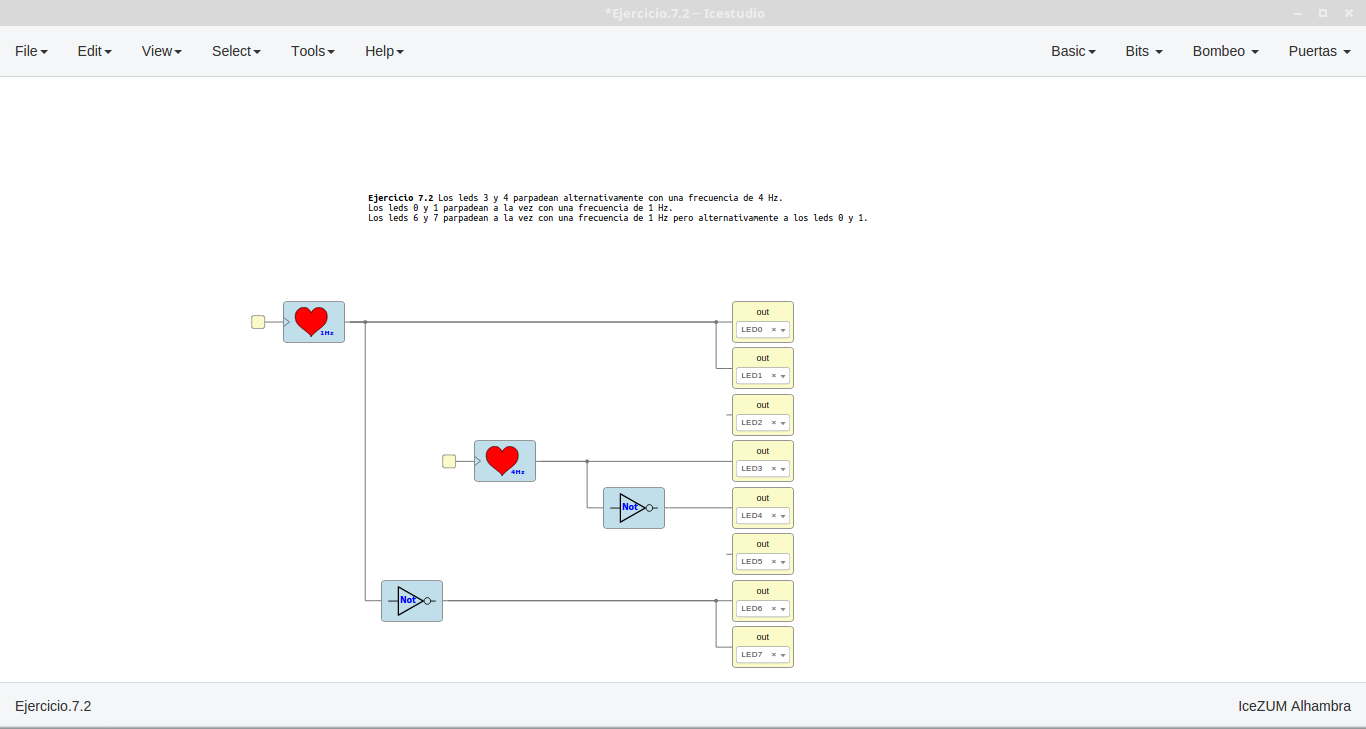 *Ejercicio.7.2 – Icestudio
File Edit View Select Tools Help Basic Bits Bombeo Puertas
Ejercicio 7.2 Los leds 3 y 4 parpadean alternativamente con una frecuencia de 4 Hz.
Los leds 0 y 1 parpadean a la vez con una frecuencia de 1 Hz.
Los leds 6 y 7 parpadean a la vez con una frecuencia de 1 Hz pero alternativamente a los leds 0 y 1.
1Hz
out
LED0
out
LED1
out
LED2
4Hz
out
LED3
Not
out
LED4
out
LED5
Not
out
LED6
out
LED7
Ejercicio.7.2 IceZUM Alhambra